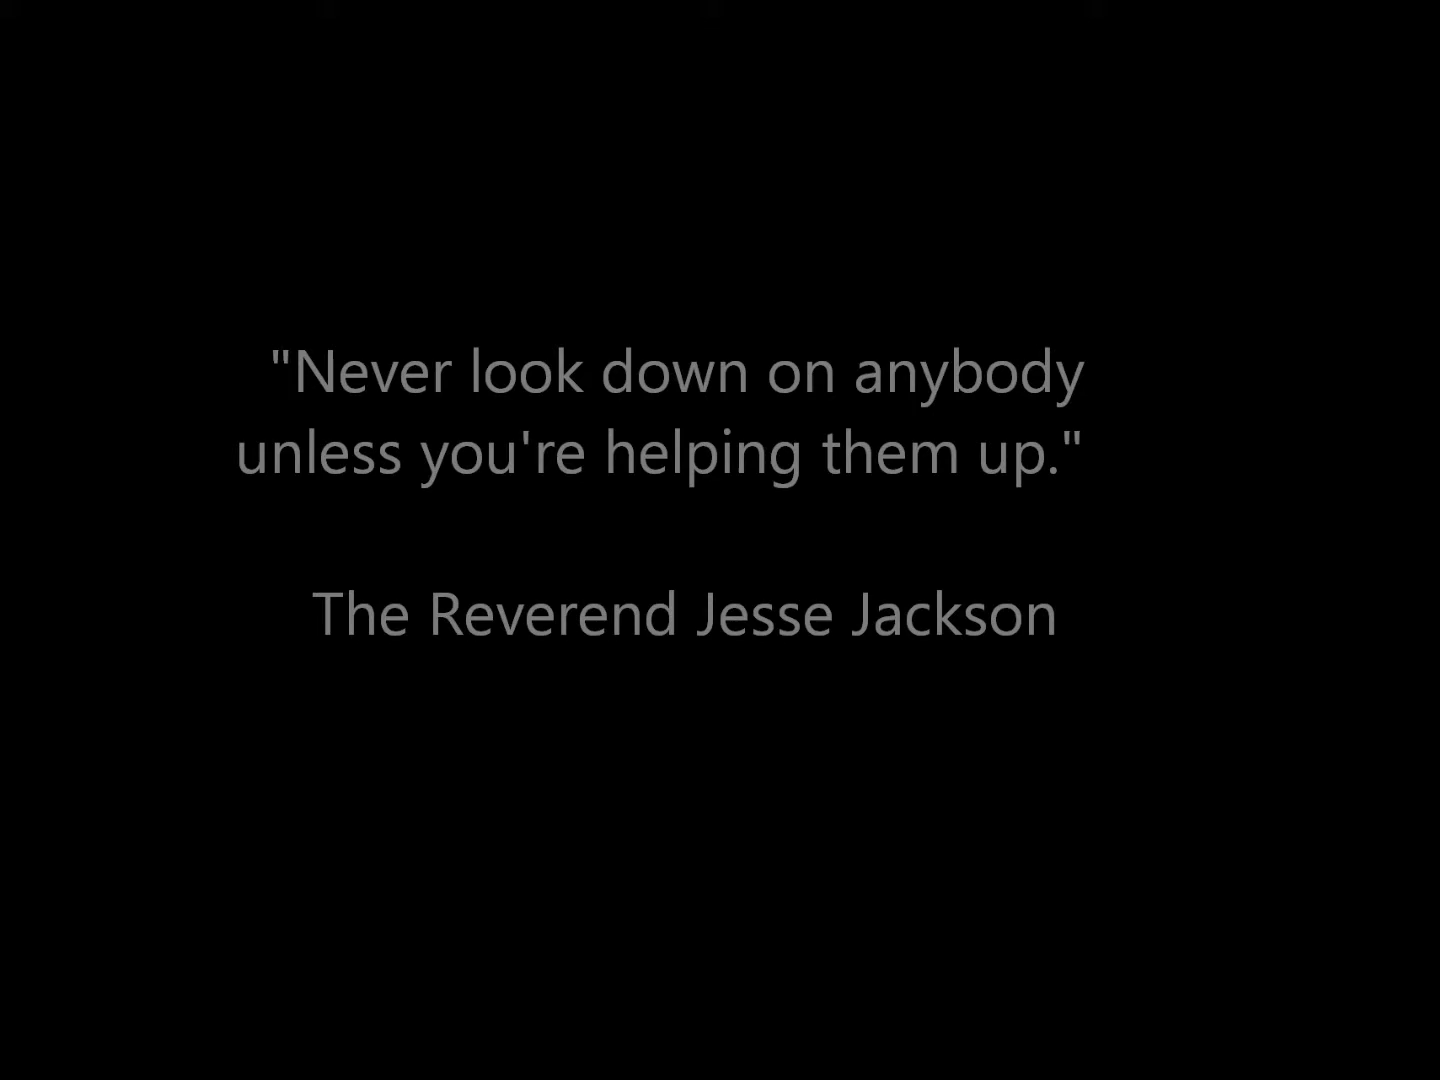 "Never look down on anybody
unless you're helping them up."
The Reverend Jesse Jackson